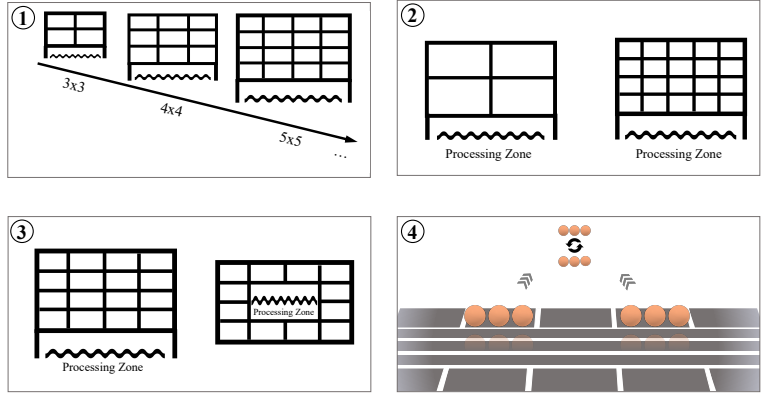 1
3x3
4x4
5x5
...
2
Processing Zone
Processing Zone
3
Processing Zone
Processing Zone
4